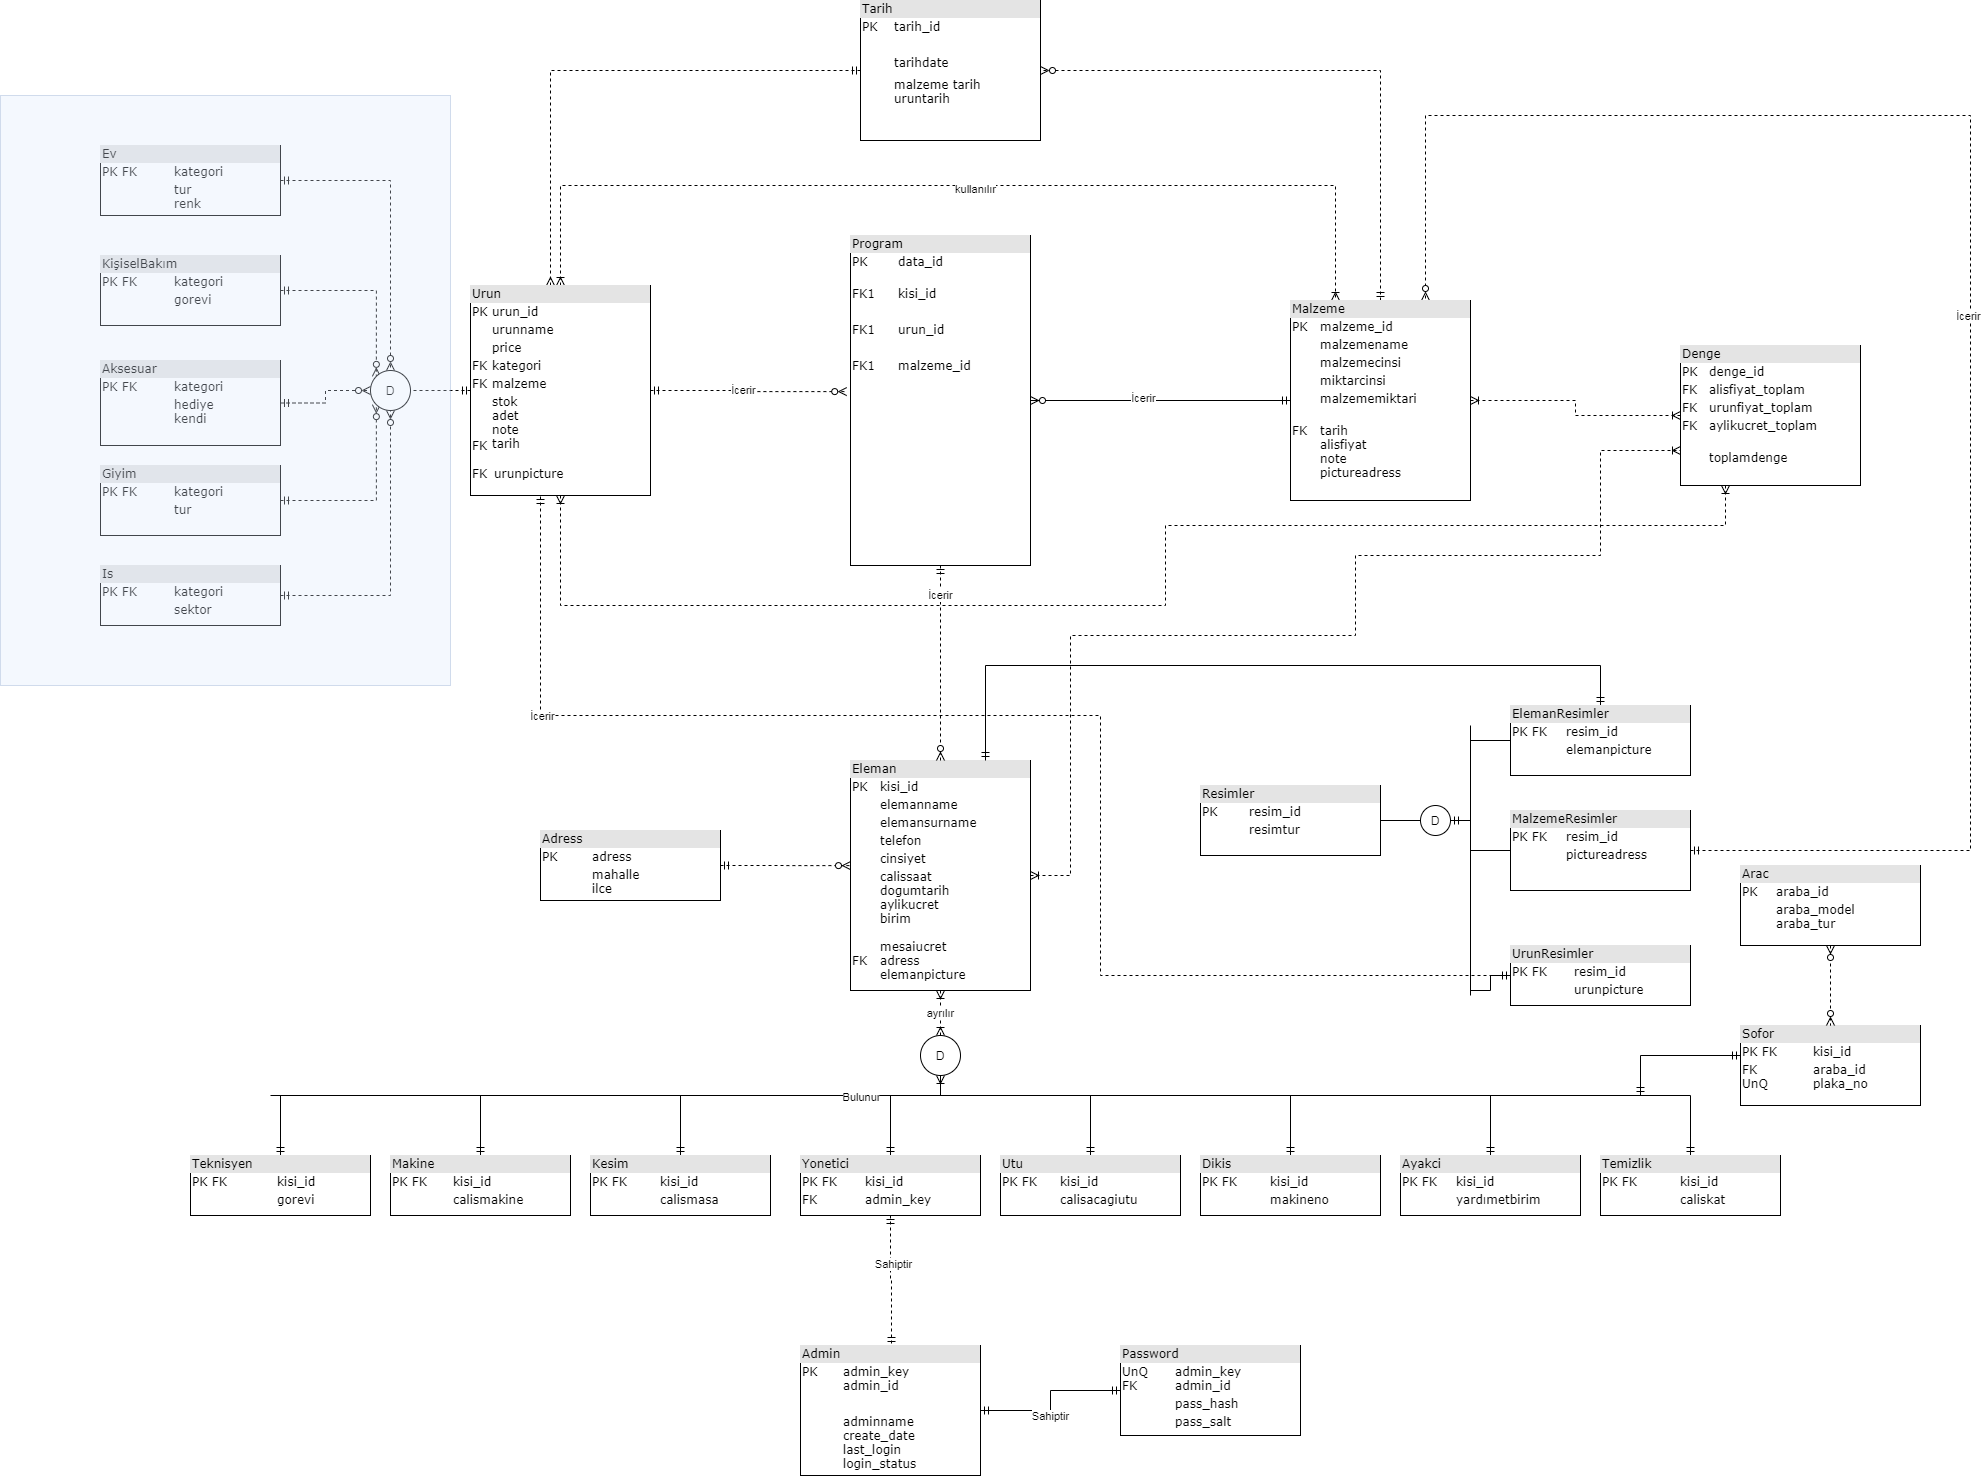 Tarih
PK tarih_id
tarihdate
malzeme tarih
uruntarih
Ev
PK FK kategori
tur
renk
KişiselBakım
PK FK kategori
gorevi
Aksesuar
PK FK kategori
hediye
kendi
Giyim
PK FK kategori
tur
Is
PK FK kategori
sektor
D
kullanılır
Urun
PK urun_id
urunname
price
FK kategori
FK malzeme
stok
adet
note
FK tarih
FK urunpicture
İcerir
Program
PK data_id
FK1 kisi_id
FK1 urun_id
FK1 malzeme_id
İcerir
Malzeme
PK malzeme_id
malzemename
malzemecinsi
miktarcinsi
malzememiktari
FK tarih
alisfiyat
note
pictureadress
İcerir
Denge
PK denge_id
FK alisfiyat_toplam
FK urunfiyat_toplam
FK aylikucret_toplam
toplamdenge
İcerir
İcerir
Eleman
PK kisi_id
elemanname
elemansurname
telefon
cinsiyet
calissaat
dogumtarih
aylikucret
birim
mesaiucret
FK adress
elemanpicture
Adress
PK adress
mahalle
ilce
Resimler
PK resim_id
resimtur
D
ElemanResimler
PK FK resim_id
elemanpicture
MalzemeResimler
PK FK resim_id
pictureadress
UrunResimler
PK FK resim_id
urunpicture
Arac
PK araba_id
araba_model
araba_tur
Sofor
PK FK kisi_id
FK araba_id
UnQ plaka_no
ayrılır
D
Bulunur
Teknisyen
PK FK kisi_id
gorevi
Makine
PK FK kisi_id
calismakine
Kesim
PK FK kisi_id
calismasa
Yonetici
PK FK kisi_id
FK admin_key
Utu
PK FK kisi_id
calisacagiutu
Dikis
PK FK kisi_id
makineno
Ayakci
PK FK kisi_id
yardımetbirim
Temizlik
PK FK kisi_id
caliskat
Sahiptir
Admin
PK admin_key
admin_id
adminname
create_date
last_login
login_status
Sahiptir
Password
UnQ admin_key
FK admin_id
pass_hash
pass_salt